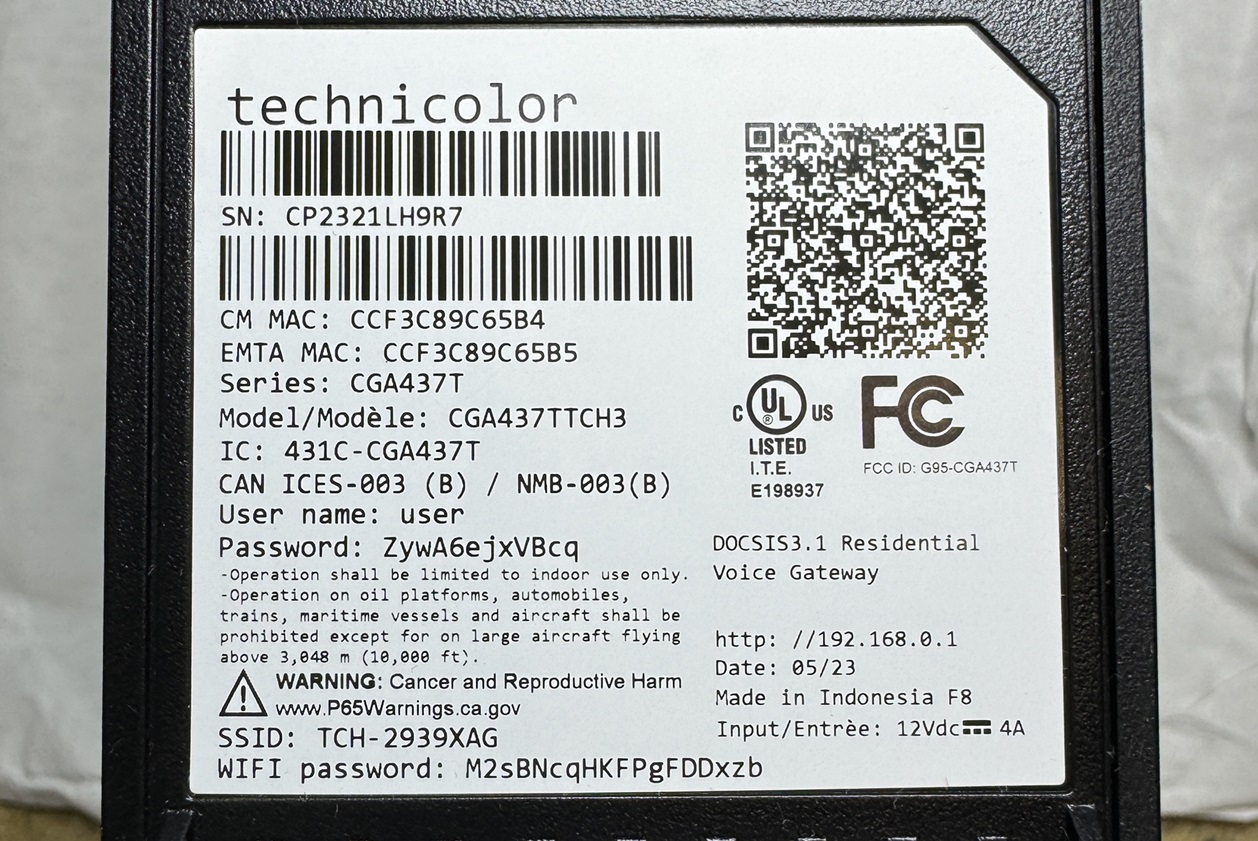 technicolor
SN: CP2321LH9R7
CM MAC: CCF3C89C65B4
EMTA MAC: CCF3C89C65B5
Series: CGA437T
Model/Modèle: CGA437TTCH3
IC: 431C-CGA437T
CAN ICES-003 (B) / NMB-003(B)
User name: user
Password: ZywA6ejxVBcq
-Operation shall be limited to indoor use only.
-Operation on oil platforms, automobiles,
trains, maritime vessels and aircraft shall be
prohibited except for on large aircraft flying
above 3,048 m (10,000 ft).
WARNING: Cancer and Reproductive Harm
www.P65Warnings.ca.gov
SSID: TCH-2939XAG
WIFI password: M2sBNcqHKFPgFDDxzb
C UL ® US
LISTED
I.T.E.
E198937
FC
FCC ID: G95-CGA437T
DOCSIS3.1 Residential
Voice Gateway
http: //192.168.0.1
Date: 05/23
Made in Indonesia F8
Input/Entrèe: 12Vdc⎓ 4A